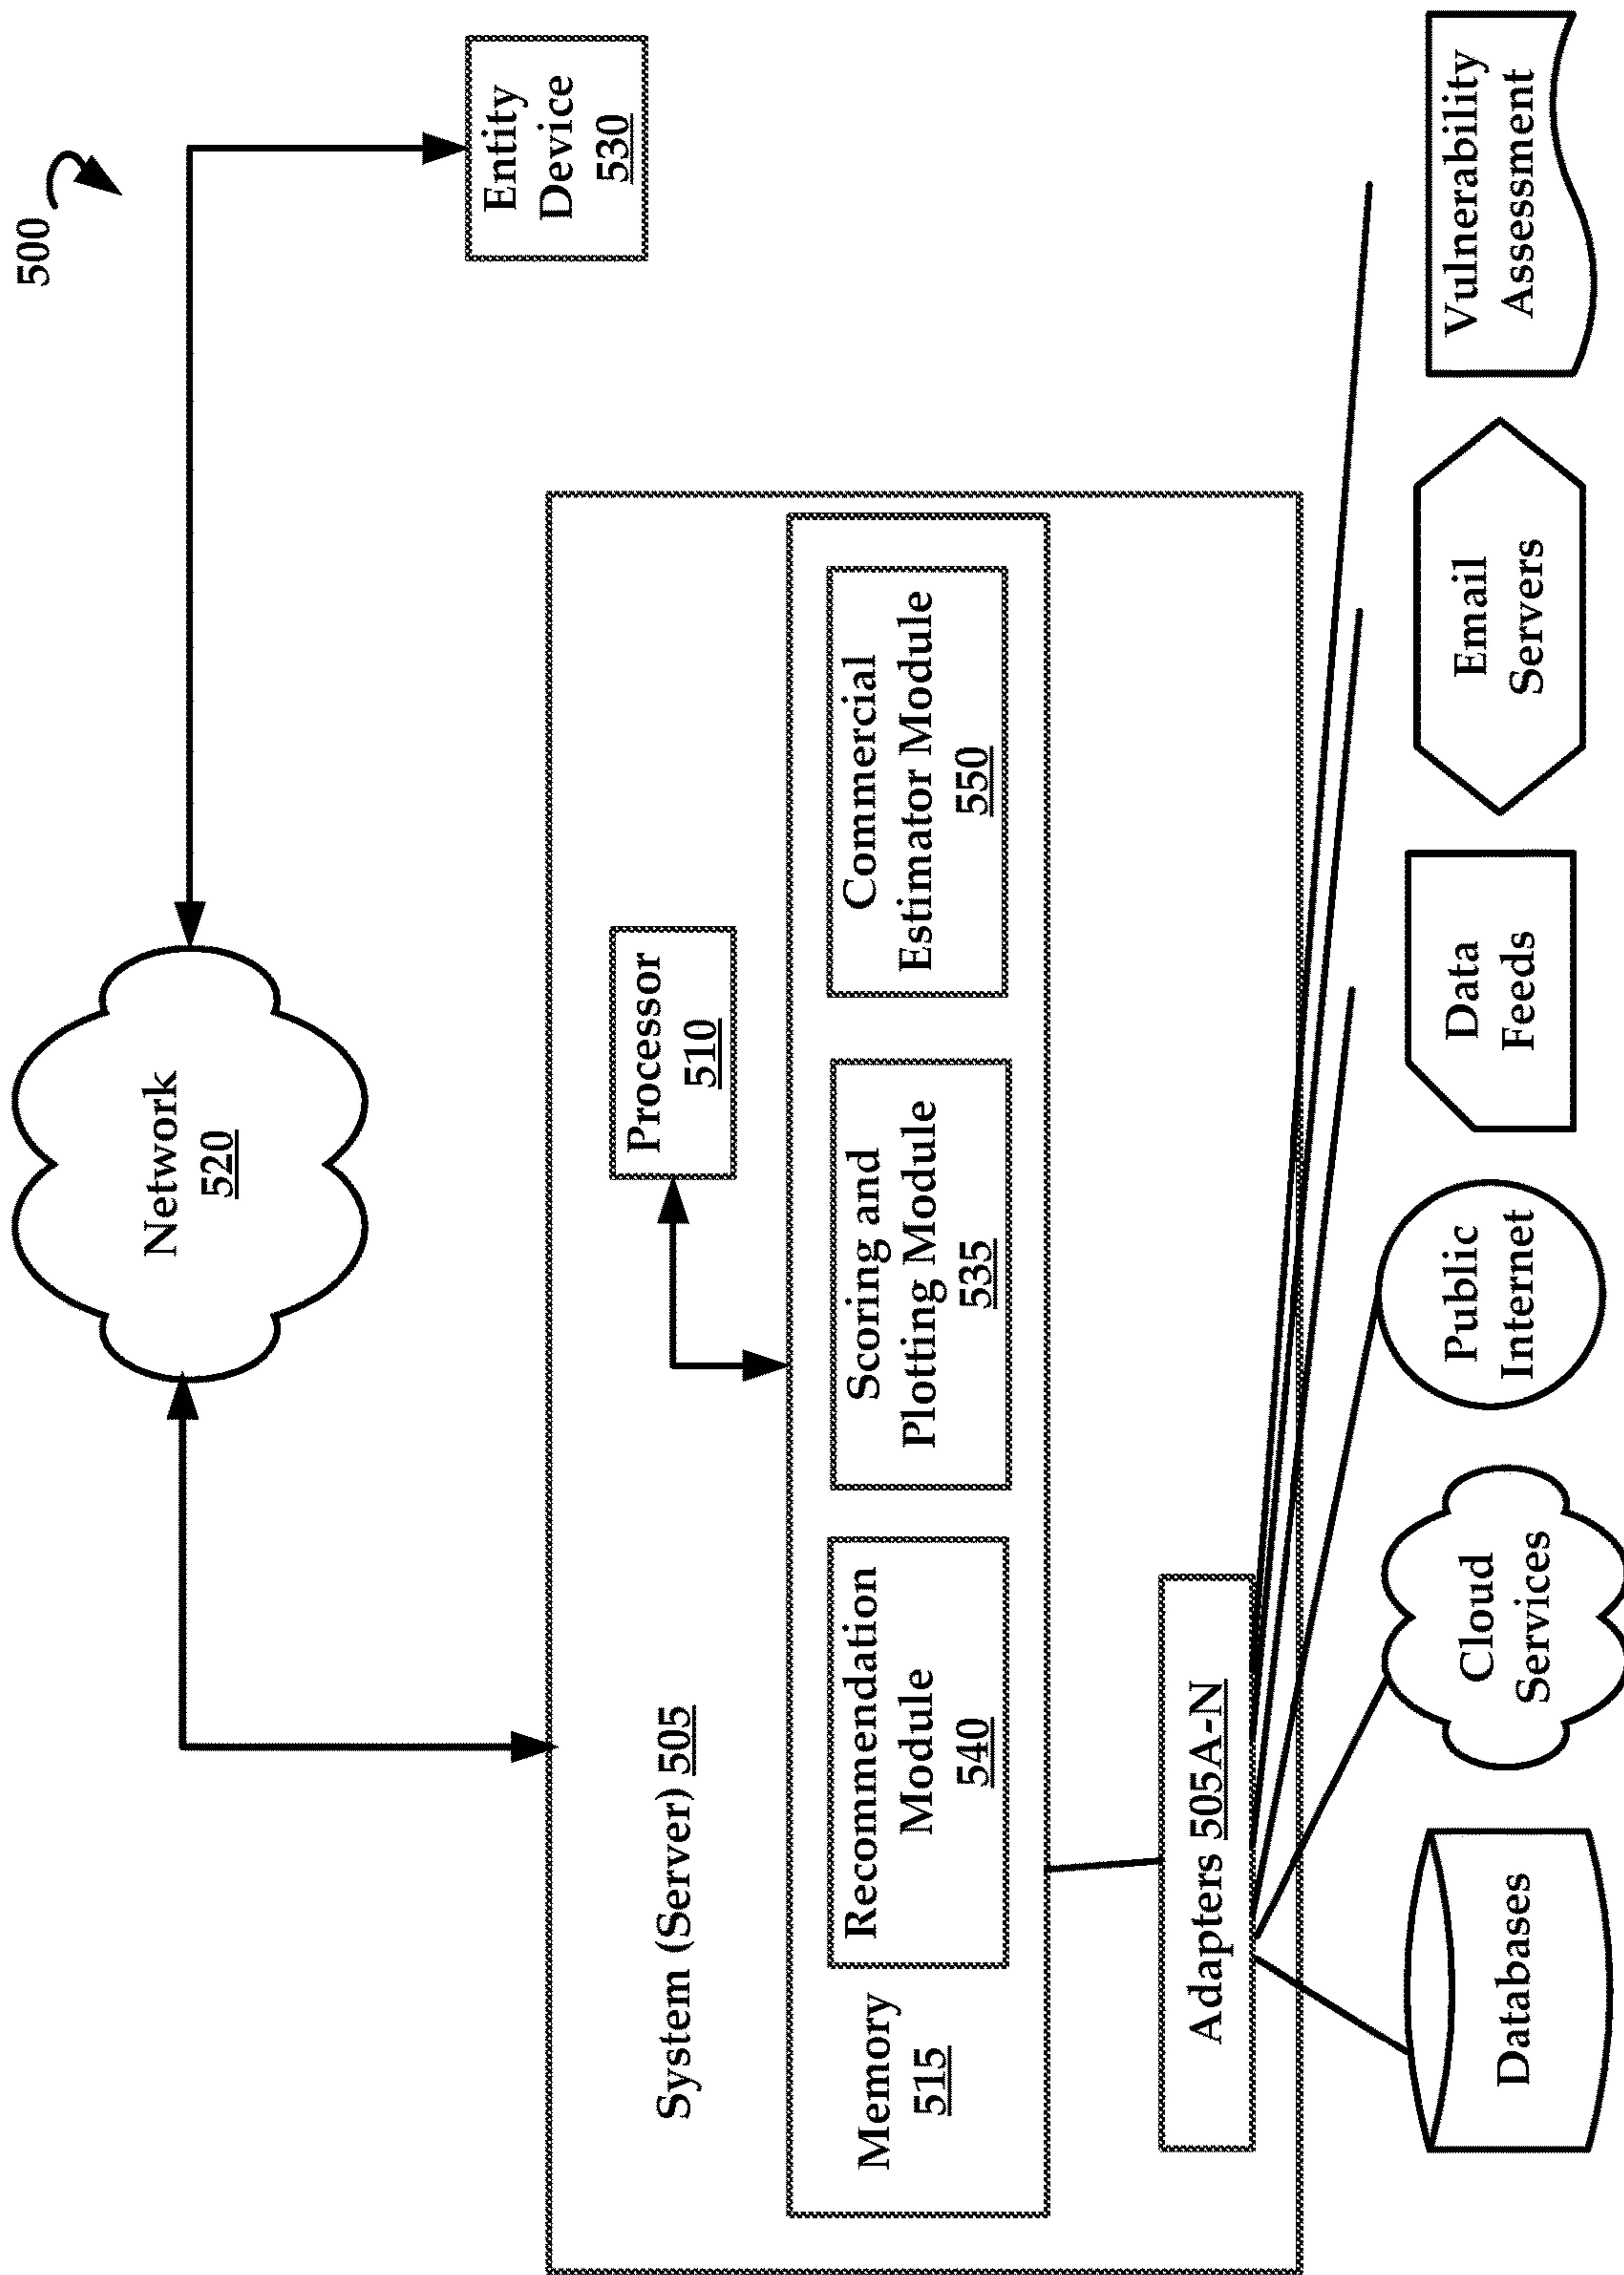 500
Network
520
Entity
Device
530
System (Server) 505
Processor
510
Memory
515
Recommendation
Module
540
Scoring and
Plotting Module
535
Commercial
Estimator Module
550
Adapters 505A-N
Databases
Cloud
Services
Public
Internet
Data
Feeds
Email
Servers
Vulnerability
Assessment